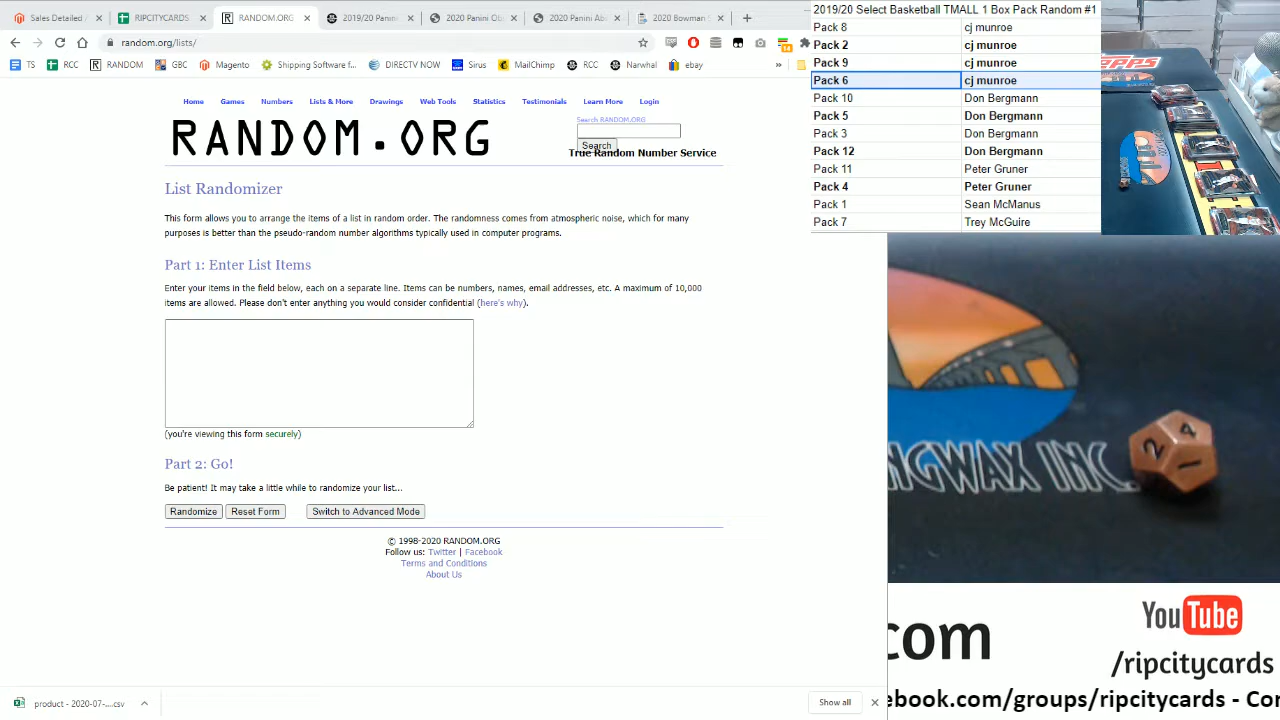 Sales Detailed
RIPCITYCARDS
RANDOM.ORG
2019/20 Panin
2020 Panini Ob
2020 Panini Ab
2020 Bowman S
random.org/lists/
TS
RCC
RANDOM
GBC
Magento
Shipping Software f...
DISCORD
Sirus
MailChimp
RCC
Narwhal
ebay
»
Home
Games
Numbers
Lists & More
Drawings
Web Tools
Statistics
Testimonials
Learn More
Login
RANDOM.ORG
Search RANDOM.ORG
Search
True Random Number Service
List Randomizer
This form allows you to arrange the items of a list in random order. The randomness comes from atmospheric noise, which for many
purposes is better than the pseudo-random number algorithms typically used in computer programs.
Part 1: Enter List Items
Enter your items in the field below, each on a separate line. Items can be numbers, names, email addresses, etc. A maximum of 10,000
items are allowed. Please don't enter anything you would consider confidential (here's why).
(you're viewing this form securely)
Part 2: Go!
Be patient! It may take a little while to randomize your list...
Randomize
Reset Form
Switch to Advanced Mode
© 1998-2020 RANDOM.ORG
Follow us: Twitter | Facebook
Terms and Conditions
About Us
product - 2020-07-....csv
Show all
2019/20 Select Basketball TMALL 1 Box Pack Random #1
Pack 8 cj munroe
Pack 2 cj munroe
Pack 9 cj munroe
Pack 6 cj munroe
Pack 10 Don Bergmann
Pack 5 Don Bergmann
Pack 3 Don Bergmann
Pack 12 Don Bergmann
Pack 11 Peter Gruner
Pack 4 Peter Gruner
Pack 1 Sean McManus
Pack 7 Trey McGuire
NGWAX INC.
2
4
1
com
YouTube
/ripcitycards
ebook.com/groups/ripcitycards - Con